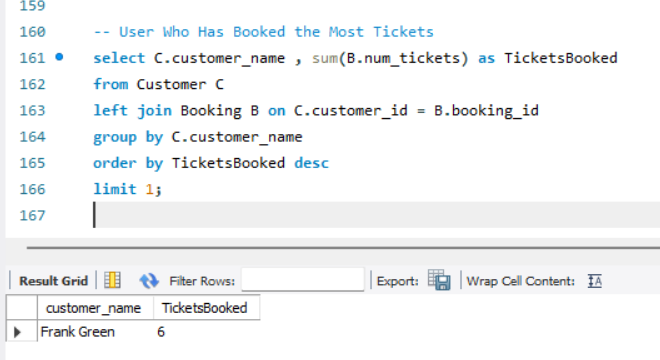 159
160 -- User Who Has Booked the Most Tickets
161 select C.customer_name , sum(B.num_tickets) as TicketsBooked
162 from Customer C
163 left join Booking B on C.customer_id = B.booking_id
164 group by C.customer_name
165 order by TicketsBooked desc
166 limit 1;
167
Result Grid Filter Rows: Export: Wrap Cell Content: IA
customer_name TicketsBooked
Frank Green 6